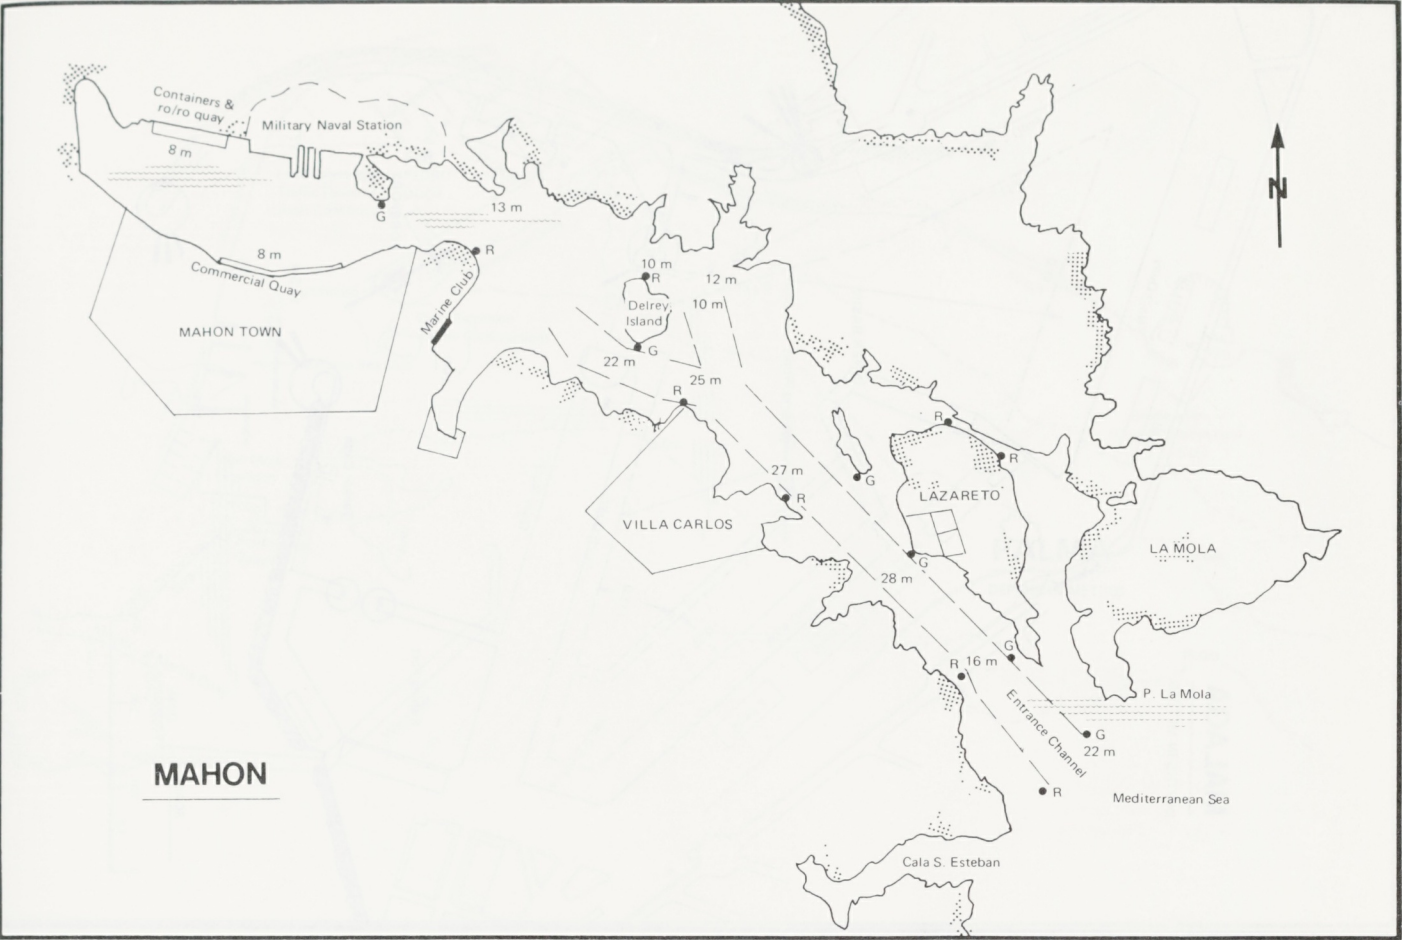 Containers &
ro/ro quay
8 m
Military Naval Station
N
G
13 m
R
8 m
Commercial Quay
MAHON TOWN
Marine Club
10 m
R
12 m
10 m
Delrey
Island
G
22 m
25 m
R
27 m
R
VILLA CARLOS
G
R
R
LAZARETO
LA MOLA
G
28 m
G
R
16 m
Entrance Channel
P. La Mola
G
22 m
R
Mediterranean Sea
MAHON
Cala S. Esteban